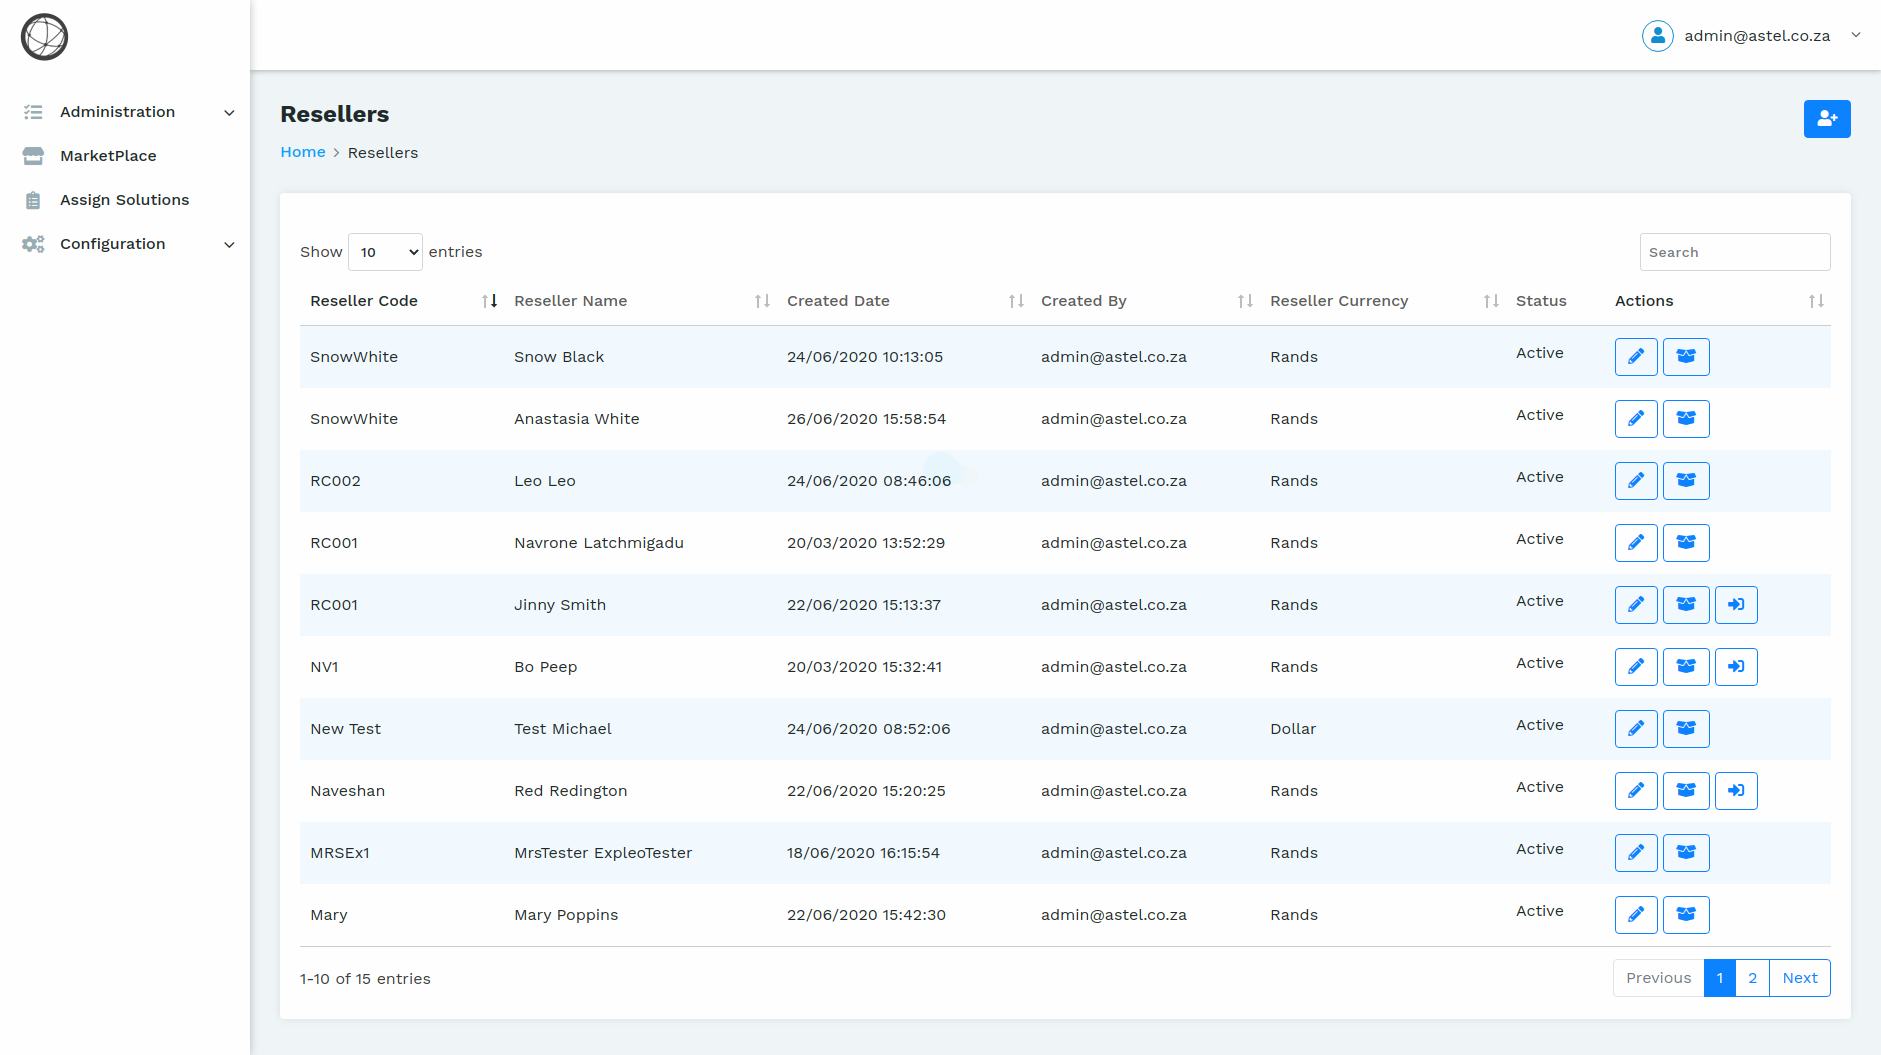 admin@astel.co.za
Administration
MarketPlace
Assign Solutions
Configuration
Resellers
Home > Resellers
Show 10 entries
Search
Reseller Code Reseller Name Created Date Created By Reseller Currency Status Actions
SnowWhite Snow Black 24/06/2020 10:13:05 admin@astel.co.za Rands Active
SnowWhite Anastasia White 26/06/2020 15:58:54 admin@astel.co.za Rands Active
RC002 Leo Leo 24/06/2020 08:46:06 admin@astel.co.za Rands Active
RC001 Navrone Latchmigadu 20/03/2020 13:52:29 admin@astel.co.za Rands Active
RC001 Jinny Smith 22/06/2020 15:13:37 admin@astel.co.za Rands Active
NV1 Bo Peep 20/03/2020 15:32:41 admin@astel.co.za Rands Active
New Test Test Michael 24/06/2020 08:52:06 admin@astel.co.za Dollar Active
Naveshan Red Redington 22/06/2020 15:20:25 admin@astel.co.za Rands Active
MRSEx1 MrsTester ExpleoTester 18/06/2020 16:15:54 admin@astel.co.za Rands Active
Mary Mary Poppins 22/06/2020 15:42:30 admin@astel.co.za Rands Active
1-10 of 15 entries
Previous 1 2 Next